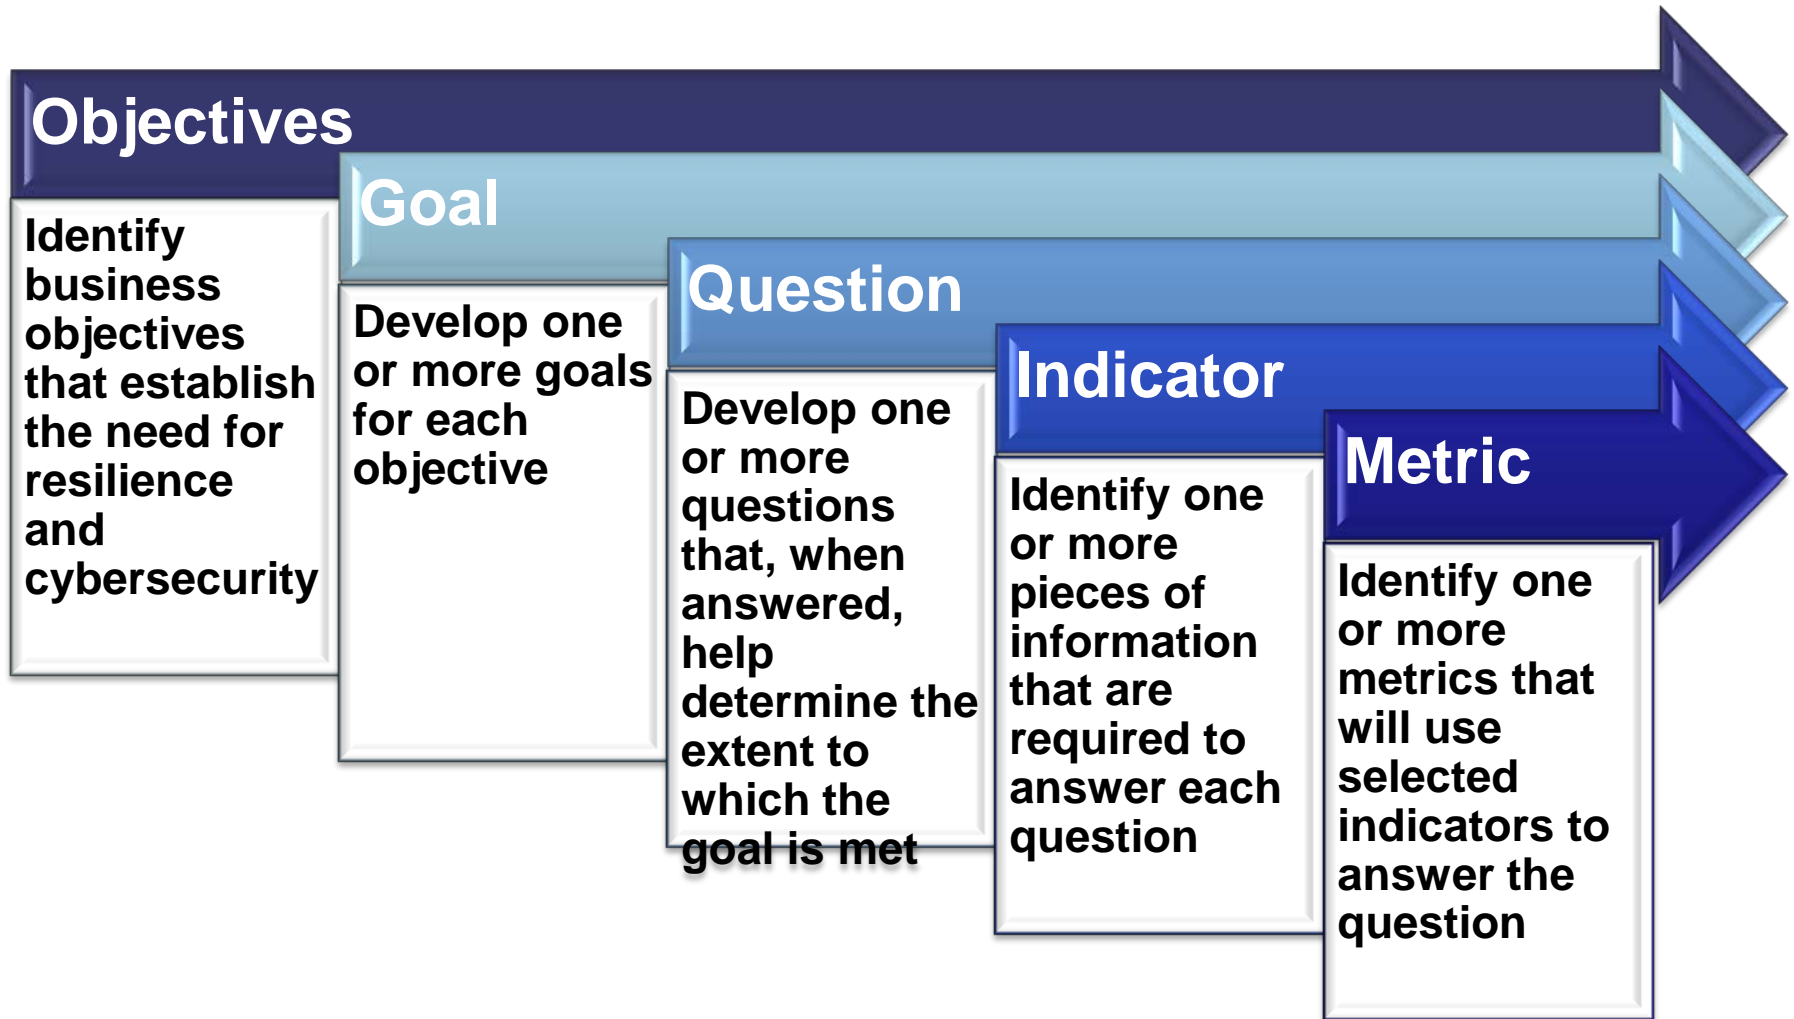 Objectives
Identify
business
objectives
that establish
the need for
resilience
and
cybersecurity
Goal
Develop one
or more goals
for each
objective
Question
Develop one
or more
questions
that, when
answered,
help
determine the
extent to
which the
goal is met
Indicator
Identify one
or more
pieces of
information
that are
required to
answer each
question
Metric
Identify one
or more
metrics that
will use
selected
indicators to
answer the
question